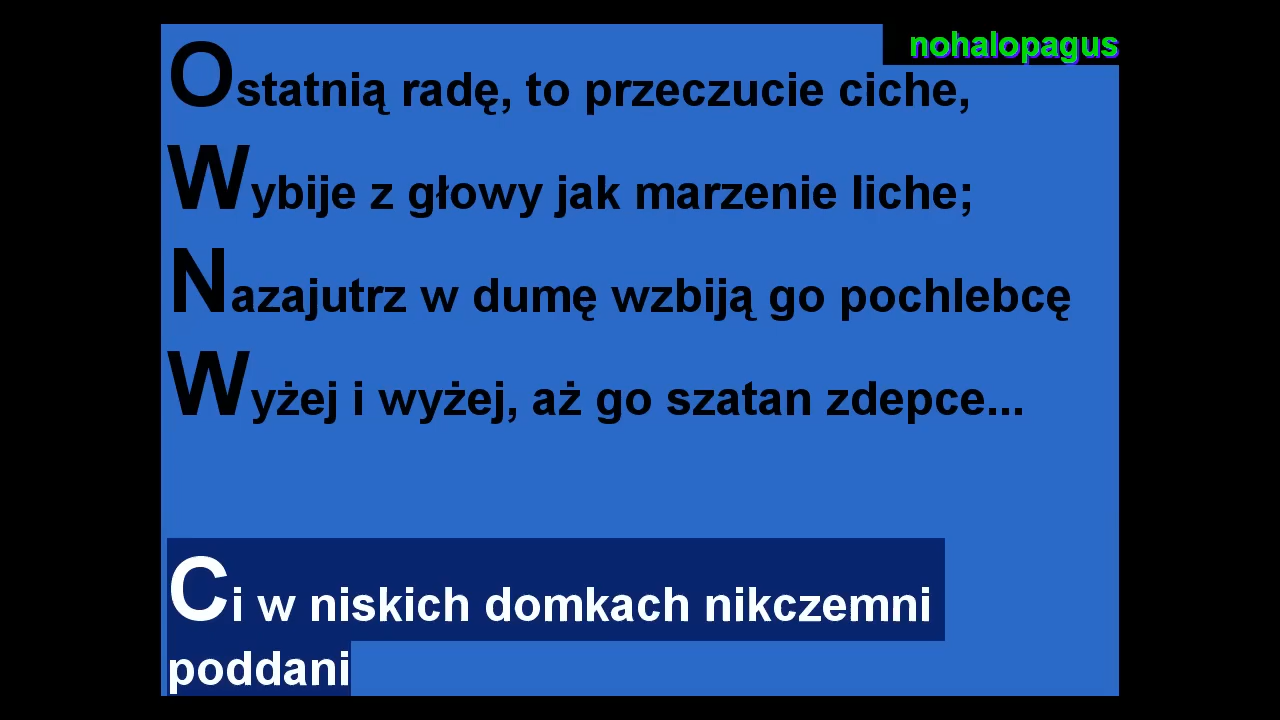 nohalopagus
Ostatnią radę, to przeczucie ciche,
Wybije z głowy jak marzenie liche;
Nazajutrz w dumę wzbiją go pochlebcę
Wyżej i wyżej, aż go szatan zdepce...
Ci w niskich domkach nikczemni
poddani